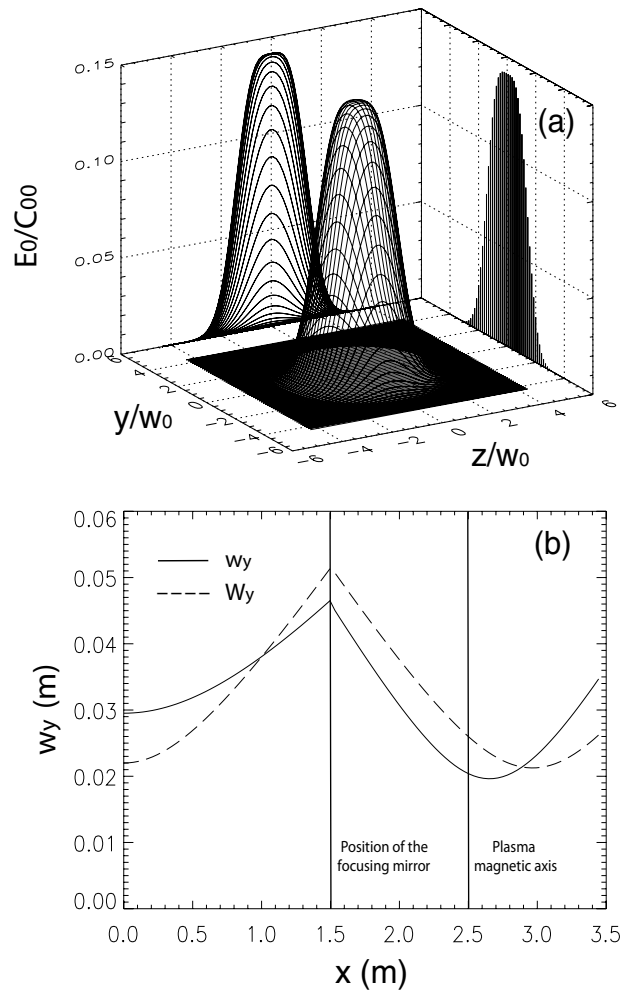 0.15
(a)
0.10
E0/C00
0.05
0.00
6
4
2
0
-2
-4
-6
y/w0
-6
-4
-2
0
2
4
6
z/w0
0.06
(b)
wy
0.05
Wy
0.04
wy (m)
0.03
0.02
Position of the
focusing mirror
Plasma
magnetic axis
0.01
0.00
0.0 0.5 1.0 1.5 2.0 2.5 3.0 3.5
x (m)